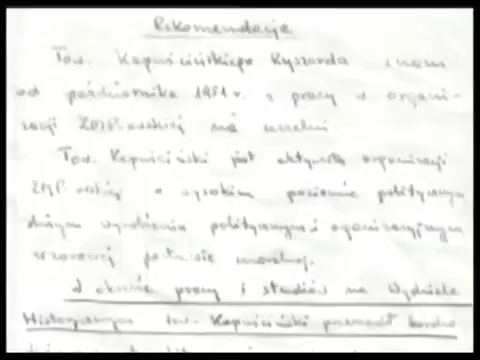 Rekomendacja
Tow. Kapuścińskiego Ryszarda znam
od października 1951 r. z pracy w organi-
zacji ZMP-owskiej na uczelni.
Tow. Kapuściński jest aktywistą organizacji
ZMP-owskiej o wysokim poziomie politycznym
dużym wyrobieniu politycznym i organizacyjnym
wzorowej postawie moralnej.
W okresie pracy i studiów na Wydziale
Historycznym tow. Kapuściński prowadził bardzo